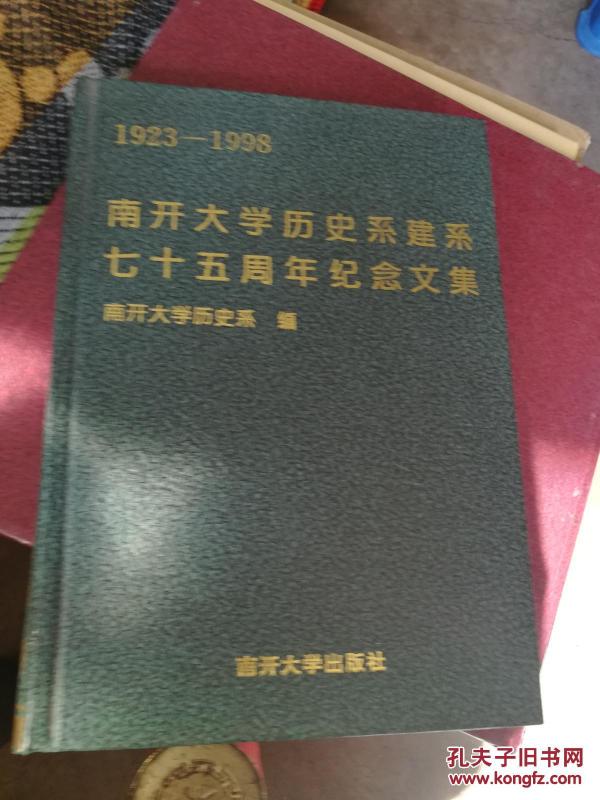 1923—1998
南开大学历史系建系
七十五周年纪念文集
南开大学历史系 编
南开大学出版社
孔夫子旧书网
www.kongfz.com